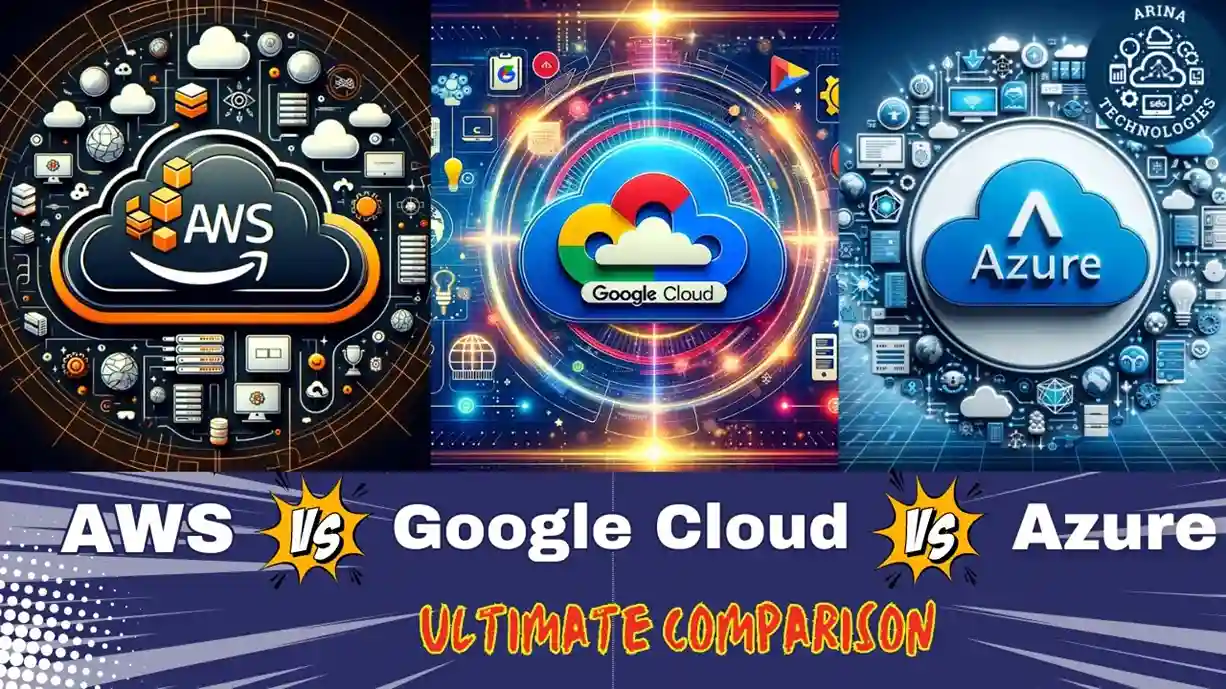 ARINA
TECHNOLOGIES
AWS
Google Cloud
Azure
AWS VS Google Cloud VS Azure
ULTIMATE COMPARISON